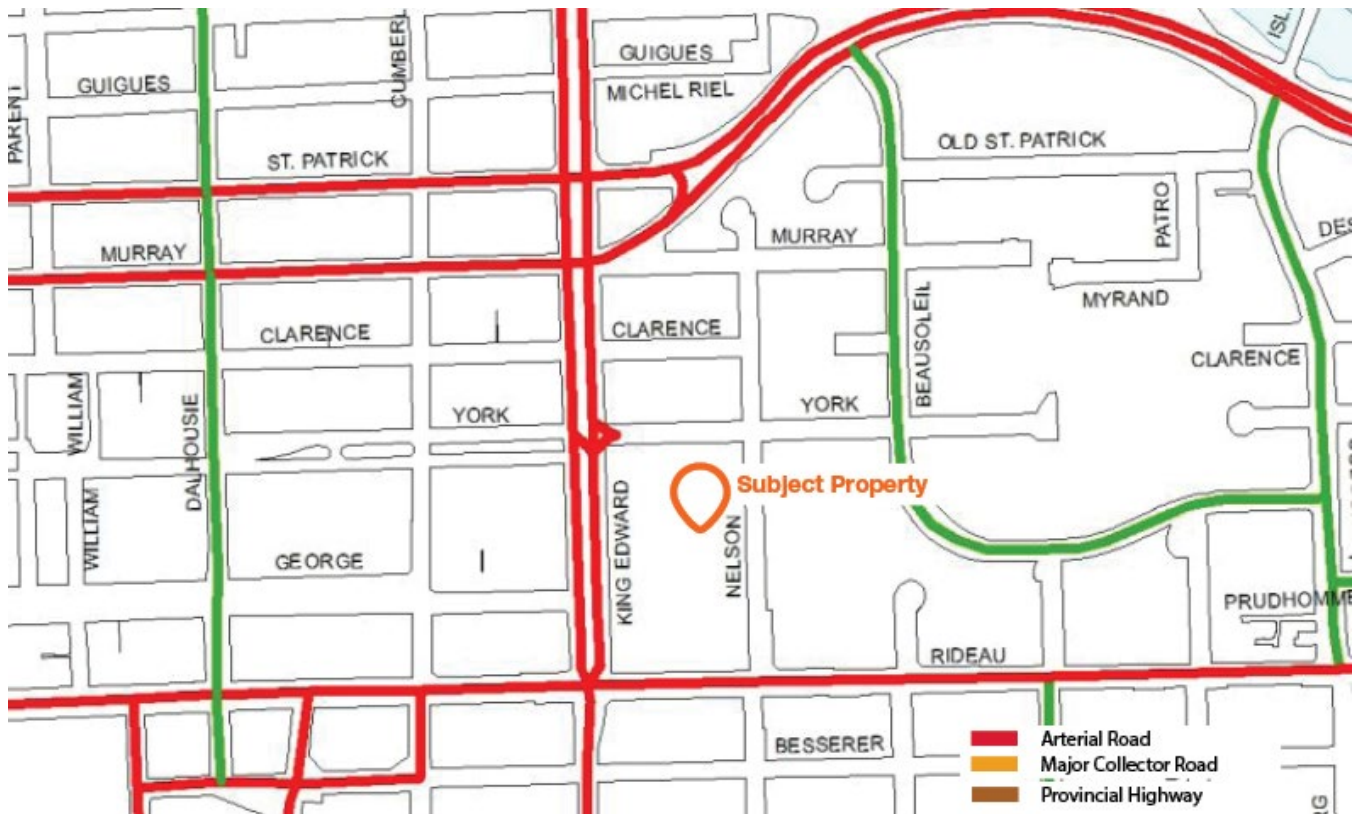 GUIGUES
MICHEL RIEL
GUIGUES
ST. PATRICK
OLD ST. PATRICK
PARENT
MURRAY
MURRAY
PATRO
MYRAND
CLARENCE
CLARENCE
CLARENCE
BEAUSOLEIL
WILLIAM
DALHOUSIE
YORK
YORK
Subject Property
WILLIAM
GEORGE
KING EDWARD
NELSON
PRUDHOMME
RIDEAU
BESSERER
Arterial Road
Major Collector Road
Provincial Highway